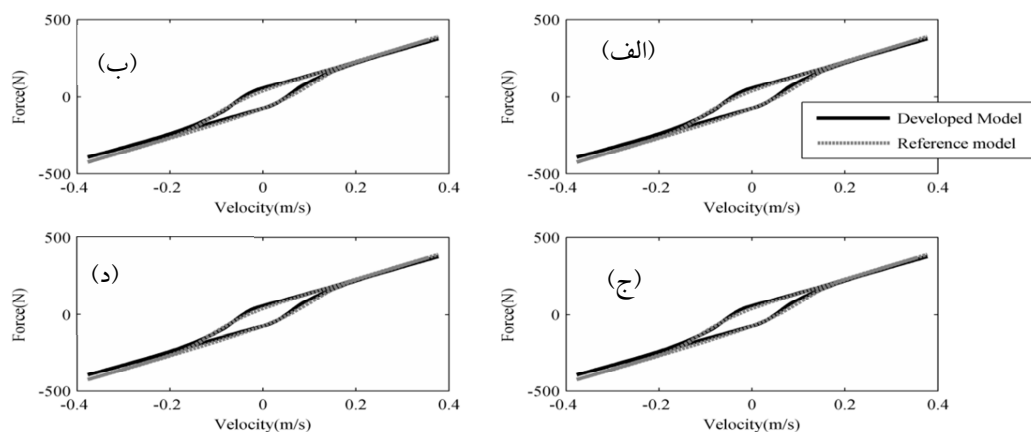 500
(ب)
Force(N)
0
-500
-0.4 -0.2 0 0.2 0.4
Velocity(m/s)
500
(الف)
Force(N)
0
-500
-0.4 -0.2 0 0.2 0.4
Velocity(m/s)
Developed Model
Reference model
500
(د)
Force(N)
0
-500
-0.4 -0.2 0 0.2 0.4
Velocity(m/s)
500
(ج)
Force(N)
0
-500
-0.4 -0.2 0 0.2 0.4
Velocity(m/s)